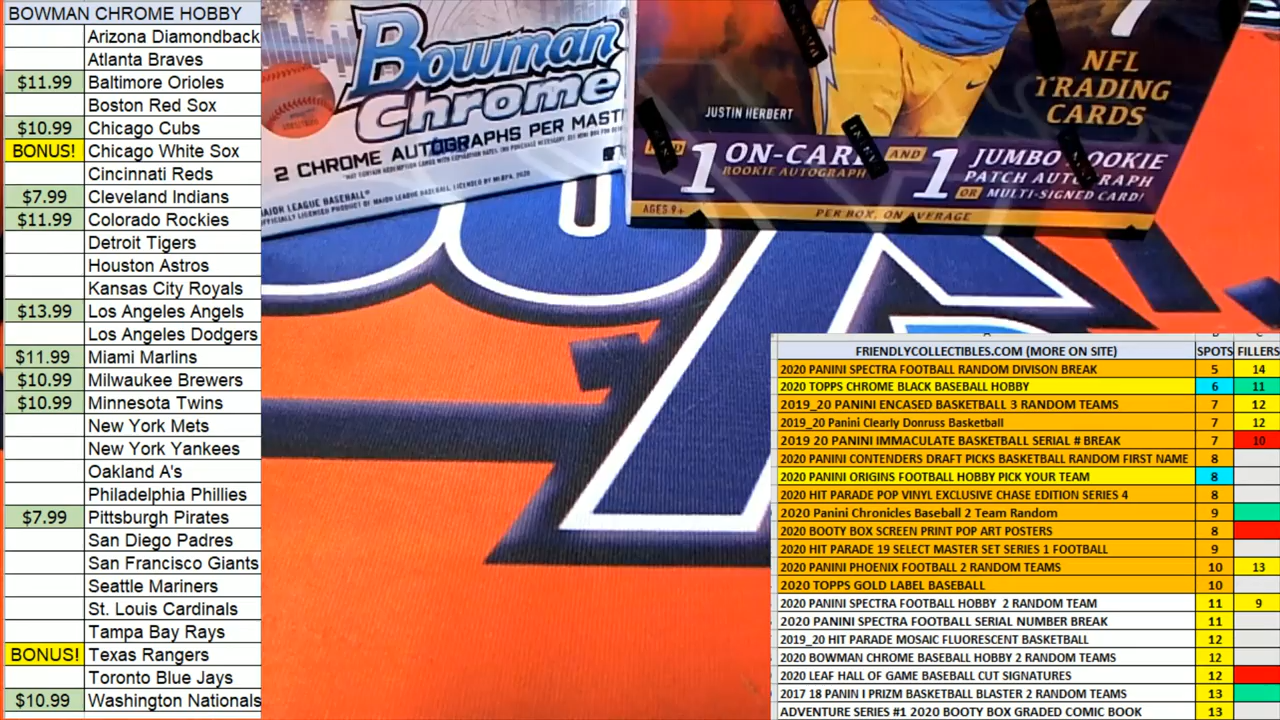 BOWMAN CHROME HOBBY
Arizona Diamondback
Atlanta Braves
$11.99 Baltimore Orioles
Boston Red Sox
$10.99 Chicago Cubs
BONUS! Chicago White Sox
Cincinnati Reds
$7.99 Cleveland Indians
$11.99 Colorado Rockies
Detroit Tigers
Houston Astros
Kansas City Royals
$13.99 Los Angeles Angels
Los Angeles Dodgers
$11.99 Miami Marlins
$10.99 Milwaukee Brewers
$10.99 Minnesota Twins
New York Mets
New York Yankees
Oakland A's
Philadelphia Phillies
$7.99 Pittsburgh Pirates
San Diego Padres
San Francisco Giants
Seattle Mariners
St. Louis Cardinals
Tampa Bay Rays
BONUS! Texas Rangers
Toronto Blue Jays
$10.99 Washington Nationals
Bowman
Chrome
2 CHROME AUTOGRAPHS PER MAST
7
NFL
TRADING
CARDS
JUSTIN HERBERT
1 ON-CAR AND 1 JUMBO ROOKIE
ROOKIE AUTOGRAPH
PATCH AUTOGRAPH
OR MULTI-SIGNED CARD!
AGES 9+
PER BOX, ON AVERAGE
FRIENDLYCOLLECTIBLES.COM (MORE ON SITE) SPOTS FILLERS
2020 PANINI SPECTRA FOOTBALL RANDOM DIVISON BREAK 5 14
2020 TOPPS CHROME BLACK BASEBALL HOBBY 6 11
2019_20 PANINI ENCASED BASKETBALL 3 RANDOM TEAMS 7 12
2019_20 Panini Clearly Donruss Basketball 7 12
2019 20 PANINI IMMACULATE BASKETBALL SERIAL # BREAK 7 10
2020 PANINI CONTENDERS DRAFT PICKS BASKETBALL RANDOM FIRST NAME 8
2020 PANINI ORIGINS FOOTBALL HOBBY PICK YOUR TEAM 8
2020 HIT PARADE POP VINYL EXCLUSIVE CHASE EDITION SERIES 4 8
2020 Panini Chronicles Baseball 2 Team Random 9
2020 BOOTY BOX SCREEN PRINT POP ART POSTERS 8
2020 HIT PARADE 19 SELECT MASTER SET SERIES 1 FOOTBALL 9
2020 PANINI PHOENIX FOOTBALL 2 RANDOM TEAMS 10 13
2020 TOPPS GOLD LABEL BASEBALL 10
2020 PANINI SPECTRA FOOTBALL HOBBY 2 RANDOM TEAM 11 9
2020 PANINI SPECTRA FOOTBALL SERIAL NUMBER BREAK 11
2019_20 HIT PARADE MOSAIC FLUORESCENT BASKETBALL 12
2020 BOWMAN CHROME BASEBALL HOBBY 2 RANDOM TEAMS 12
2020 LEAF HALL OF GAME BASEBALL CUT SIGNATURES 12
2017 18 PANIN I PRIZM BASKETBALL BLASTER 2 RANDOM TEAMS 13
ADVENTURE SERIES #1 2020 BOOTY BOX GRADED COMIC BOOK 13